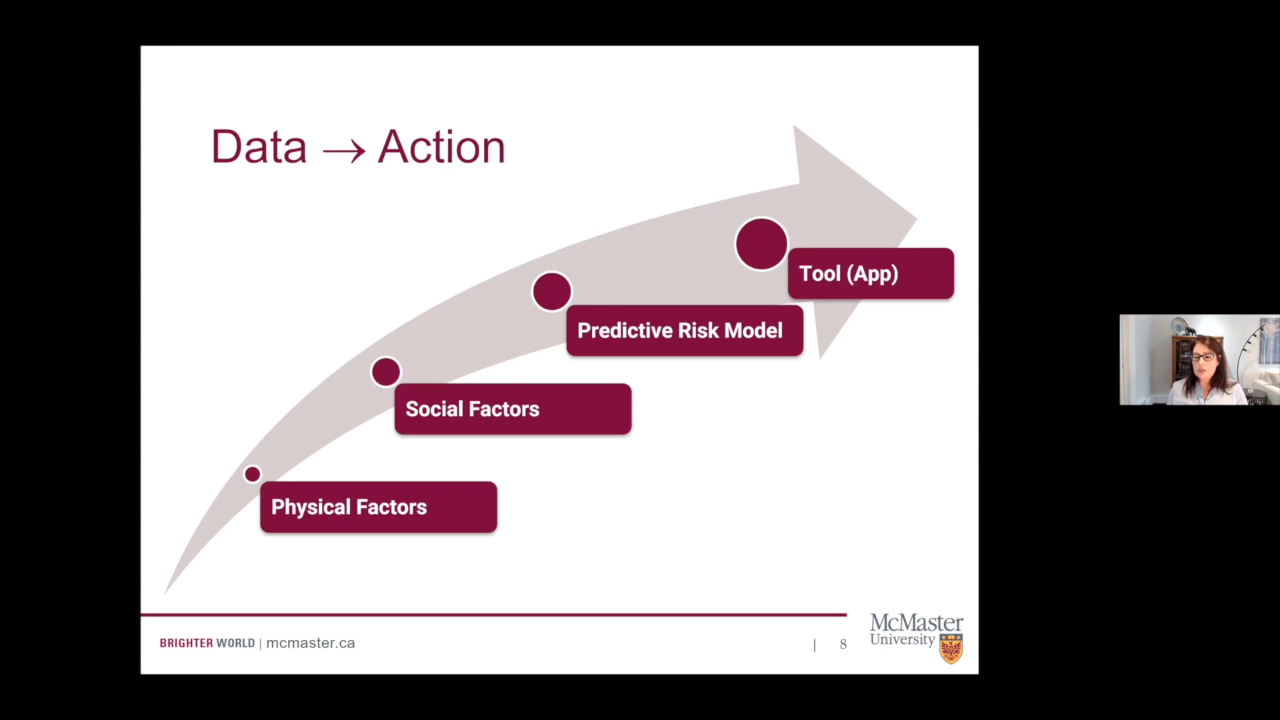 Data → Action
Tool (App)
Predictive Risk Model
Social Factors
Physical Factors
BRIGHTER WORLD | mcmaster.ca
| 8
McMaster
University